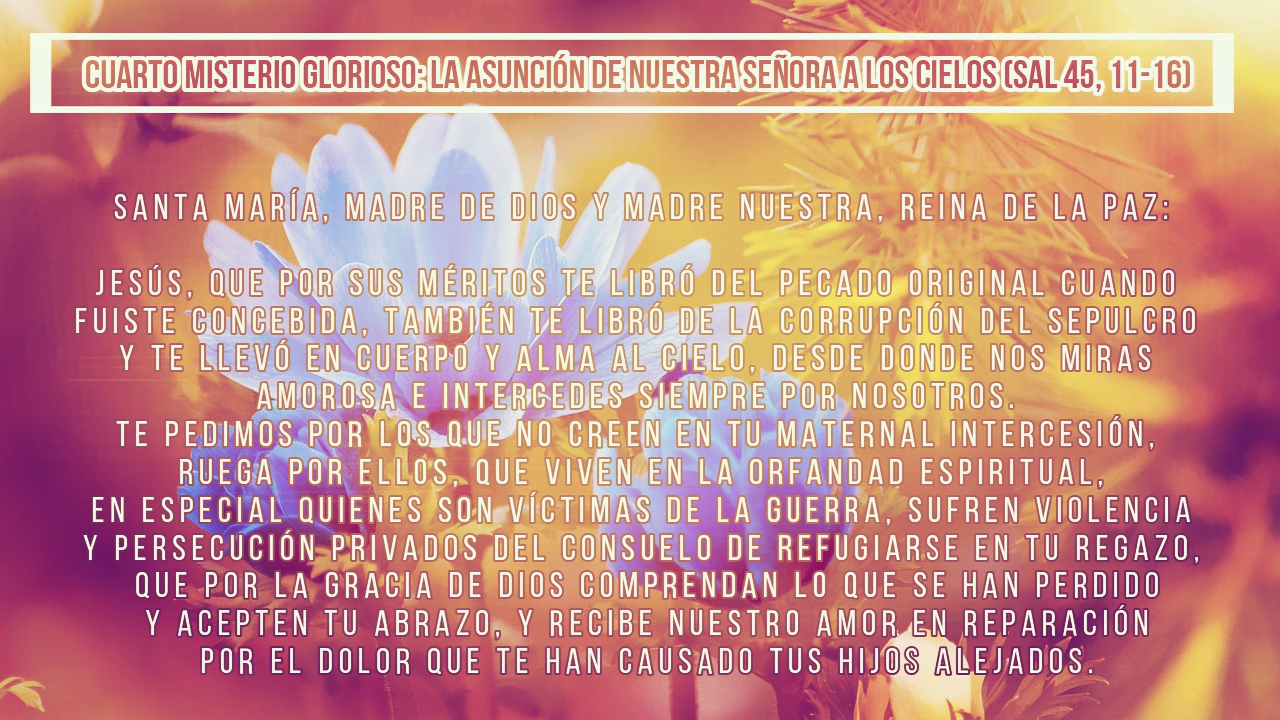 CUARTO MISTERIO GLORIOSO: LA ASUNCIÓN DE NUESTRA SEÑORA A LOS CIELOS (SAL 45, 11-16)
SANTA MARÍA, MADRE DE DIOS Y MADRE NUESTRA, REINA DE LA PAZ:
JESÚS, QUE POR SUS MÉRITOS TE LIBRÓ DEL PECADO ORIGINAL CUANDO
FUISTE CONCEBIDA, TAMBIÉN TE LIBRÓ DE LA CORRUPCIÓN DEL SEPULCRO
Y TE LLEVÓ EN CUERPO Y ALMA AL CIELO, DESDE DONDE NOS MIRAS
AMOROSA E INTERCEDES SIEMPRE POR NOSOTROS.
TE PEDIMOS POR LOS QUE NO CREEN EN TU MATERNAL INTERCESIÓN,
RUEGA POR ELLOS, QUE VIVEN EN LA ORFANDAD ESPIRITUAL,
EN ESPECIAL QUIENES SON VÍCTIMAS DE LA GUERRA, SUFREN VIOLENCIA
Y PERSECUCIÓN PRIVADOS DEL CONSUELO DE REFUGIARSE EN TU REGAZO,
QUE POR LA GRACIA DE DIOS COMPRENDAN LO QUE SE HAN PERDIDO
Y ACEPTEN TU ABRAZO, Y RECIBE NUESTRO AMOR EN REPARACIÓN
POR EL DOLOR QUE TE HAN CAUSADO TUS HIJOS ALEJADOS.